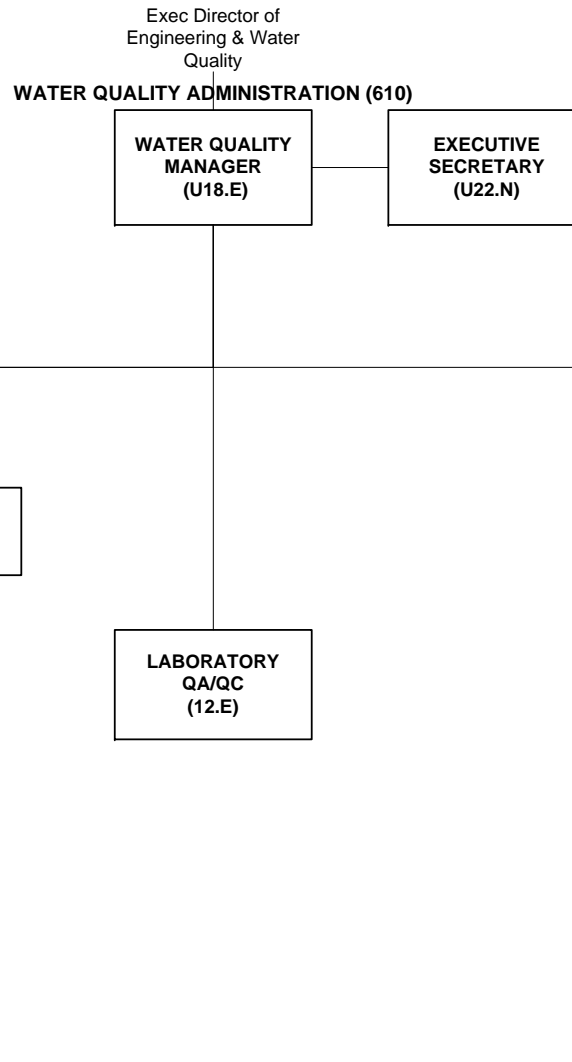 Exec Director of
Engineering & Water
Quality
WATER QUALITY ADMINISTRATION (610)
WATER QUALITY
MANAGER
(U18.E)
EXECUTIVE
SECRETARY
(U22.N)
LABORATORY
QA/QC
(12.E)